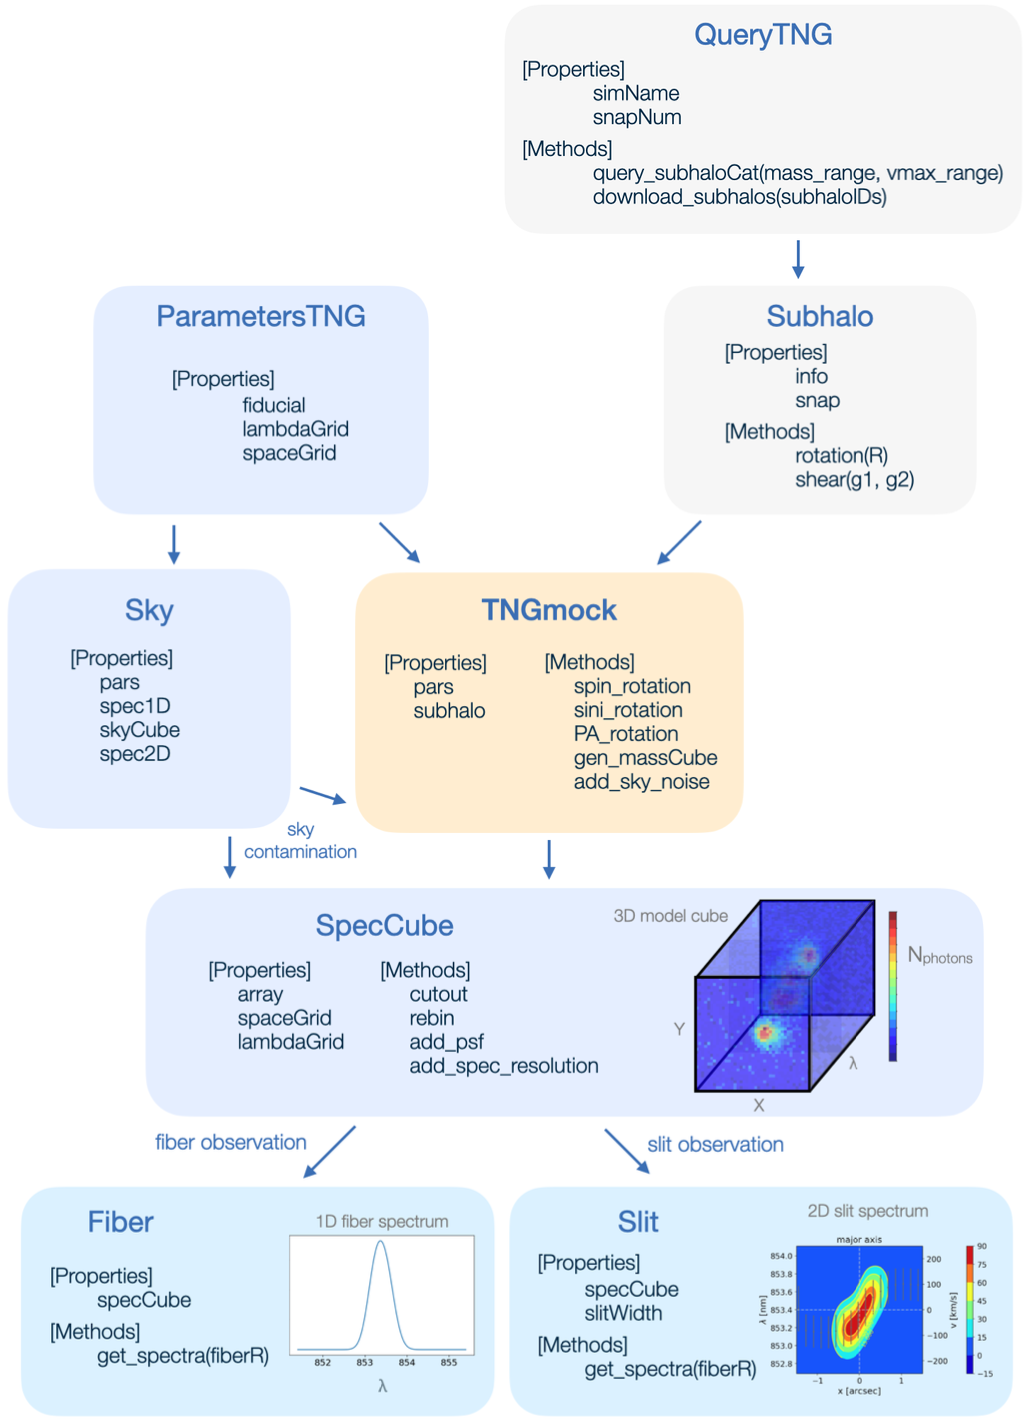 QueryTNG
[Properties]
simName
snapNum
[Methods]
query_subhaloCat(mass_range, vmax_range)
download_subhalos(subhaloIDs)
ParametersTNG
[Properties]
fiducial
lambdaGrid
spaceGrid
Subhalo
[Properties]
info
snap
[Methods]
rotation(R)
shear(g1, g2)
Sky
[Properties]
pars
spec1D
skyCube
spec2D
TNGmock
[Properties]
pars
subhalo
[Methods]
spin_rotation
sini_rotation
PA_rotation
gen_massCube
add_sky_noise
sky
contamination
SpecCube
[Properties]
array
spaceGrid
lambdaGrid
[Methods]
cutout
rebin
add_psf
add_spec_resolution
3D model cube
Nphotons
Y
λ
X
fiber observation
slit observation
Fiber
[Properties]
specCube
[Methods]
get_spectra(fiberR)
1D fiber spectrum
852 853 854 855
λ
Slit
[Properties]
specCube
slitWidth
[Methods]
get_spectra(fiberR)
2D slit spectrum
major axis
854.0
853.8
853.6
853.4
853.2
853.0
852.8
λ [nm]
−1 0 1
x [arcsec]
200
100
0
−100
−200
v [km/s]
90
75
60
45
30
15
0
−15